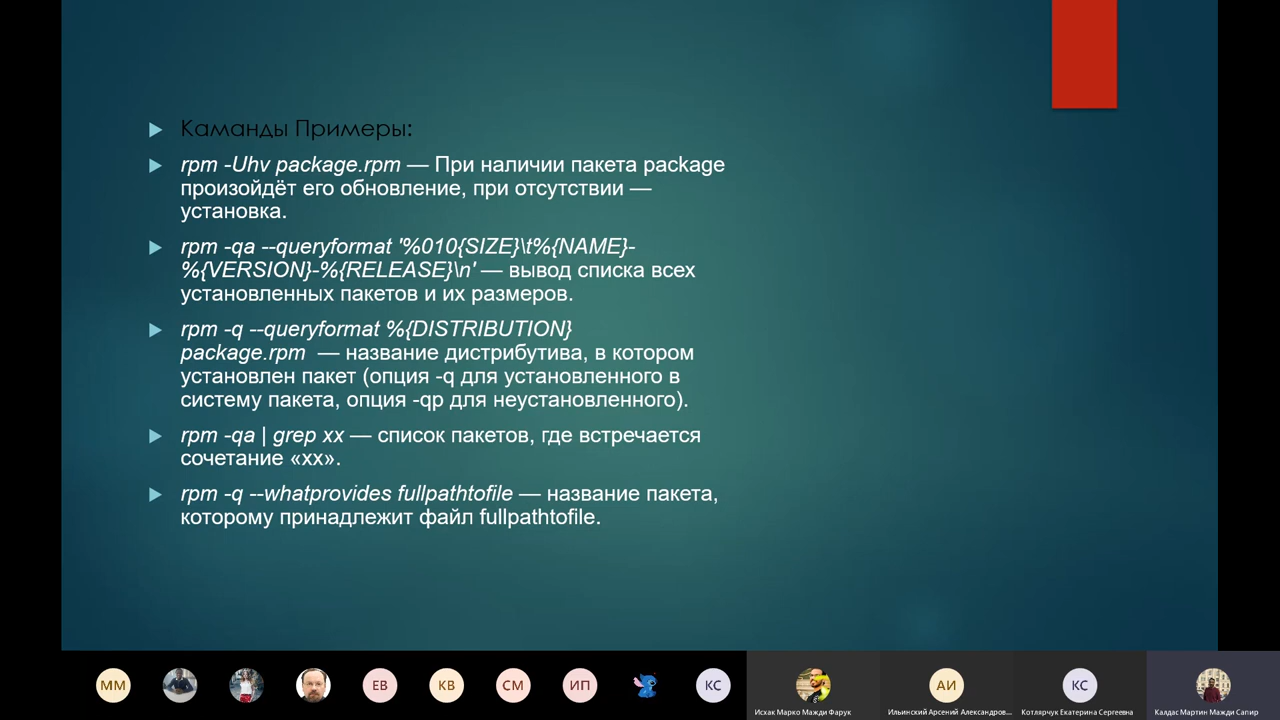 Каманды Примеры:
rpm -Uhv package.rpm — При наличии пакета package
произойдёт его обновление, при отсутствии —
установка.
rpm -qa --queryformat '%010{SIZE}\t%{NAME}-
%{VERSION}-%{RELEASE}\n' — вывод списка всех
установленных пакетов и их размеров.
rpm -q --queryformat %{DISTRIBUTION}
package.rpm — название дистрибутива, в котором
установлен пакет (опция -q для установленного в
систему пакета, опция -qp для неустановленного).
rpm -qa | grep xx — список пакетов, где встречается
сочетание «xx».
rpm -q --whatprovides fullpathtofile — название пакета,
которому принадлежит файл fullpathtofile.
ММ ЕВ КВ СМ ИП КС АИ КС
Исхак Марко Мажди Фарук Ильинский Арсений Александров... Котлярчук Екатерина Сергеевна Калдас Мартин Мажди Сапир